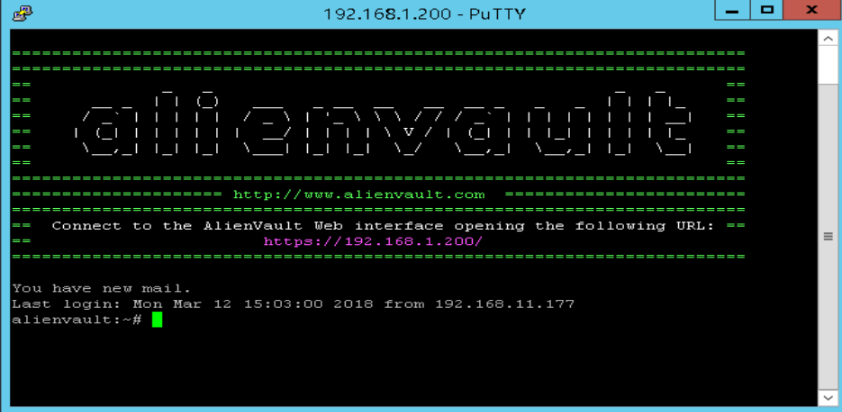 192.168.1.200 - PuTTY
alienvault
http://www.alienvault.com
Connect to the AlienVault Web interface opening the following URL:
https://192.168.1.200/
You have new mail.
Last login: Mon Mar 12 15:03:00 2018 from 192.168.11.177
alienvault:~#